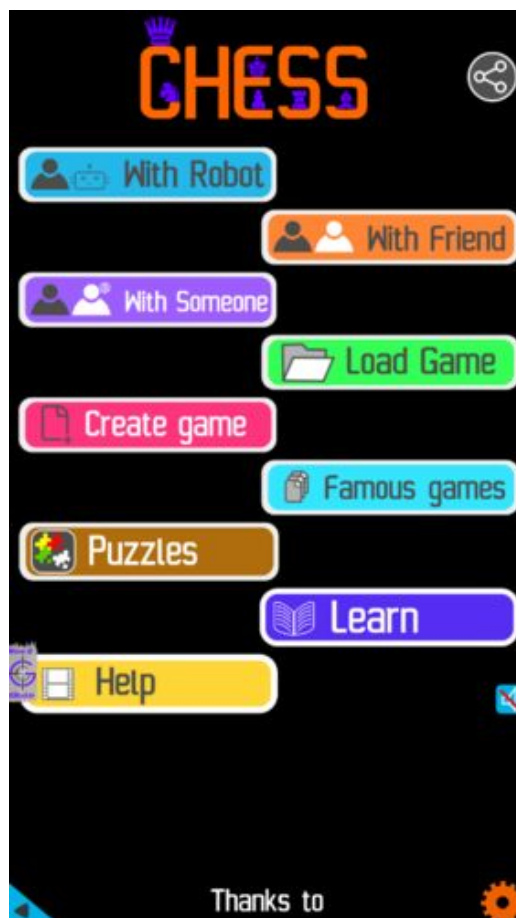 CHESS
With Robot
With Friend
With Someone
Load Game
Create game
Famous games
Puzzles
Learn
Help
Thanks to